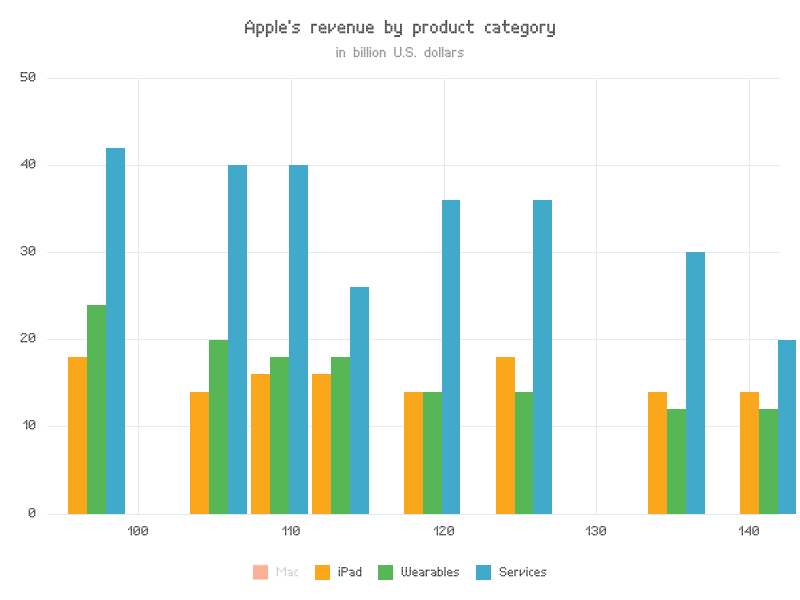 Apple's revenue by product category
in billion U.S. dollars
50
40
30
20
10
0
100 110 120 130 140
Mac iPad Wearables Services